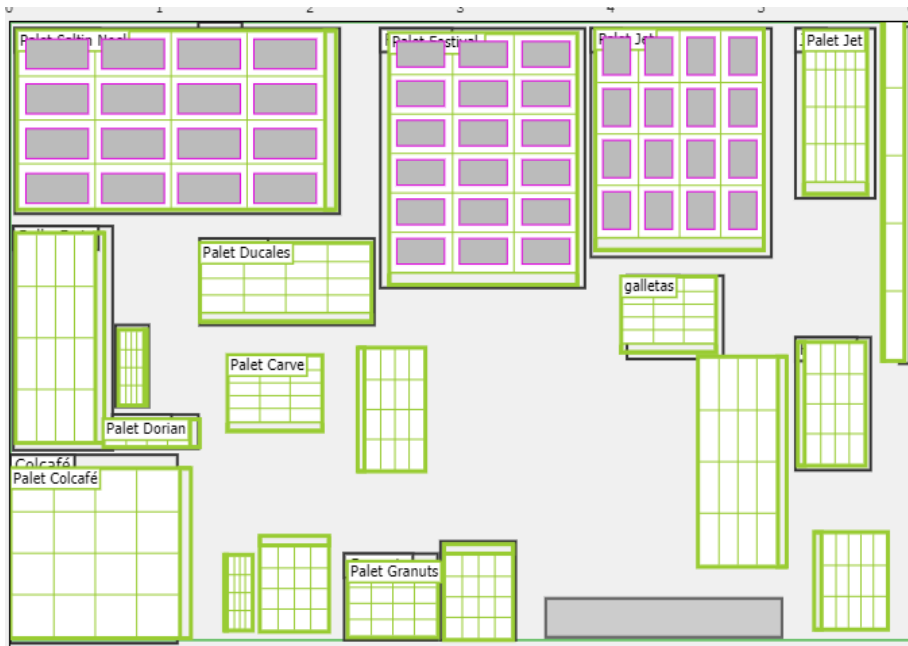 0 1 2 3 4 5
Palet Saltin Noel
Palet Festival
Palet Jet
Palet Jet
Palet Ducales
galletas
Palet Carve
Palet Dorian
Colcafé
Palet Colcafé
Palet Granuts